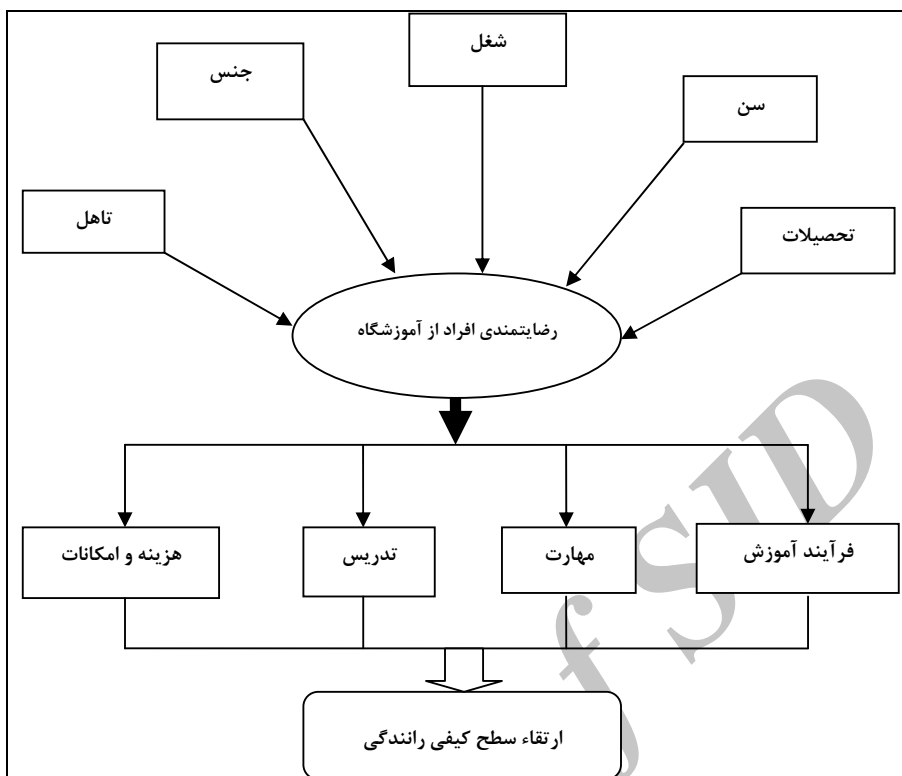 شغل
جنس
سن
تاهل
تحصیلات
رضایتمندی افراد از آموزشگاه
فرآیند آموزش
مهارت
تدریس
هزینه و امکانات
ارتقاء سطح کیفی رانندگی
f SID